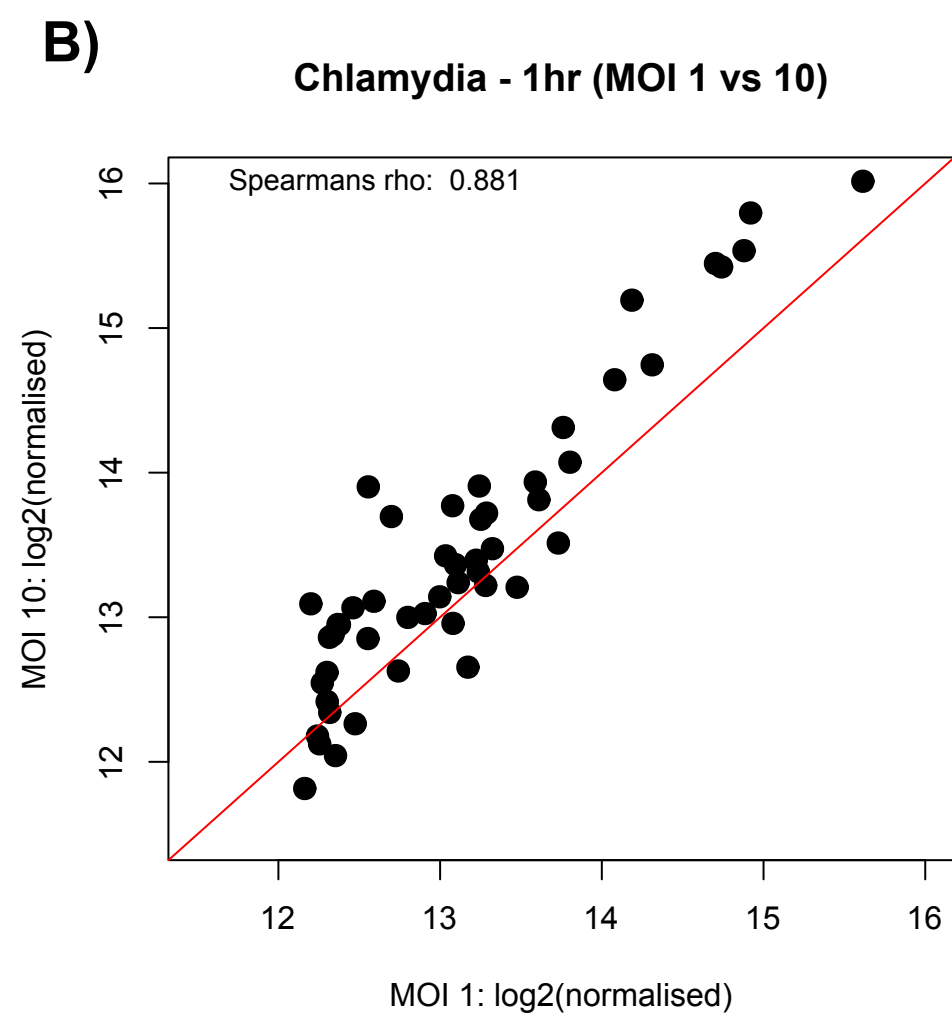 B)
Chlamydia - 1hr (MOI 1 vs 10)
Spearmans rho:  0.881
16
15
14
13
12
MOI 10: log2(normalised)
12 13 14 15 16
MOI 1: log2(normalised)